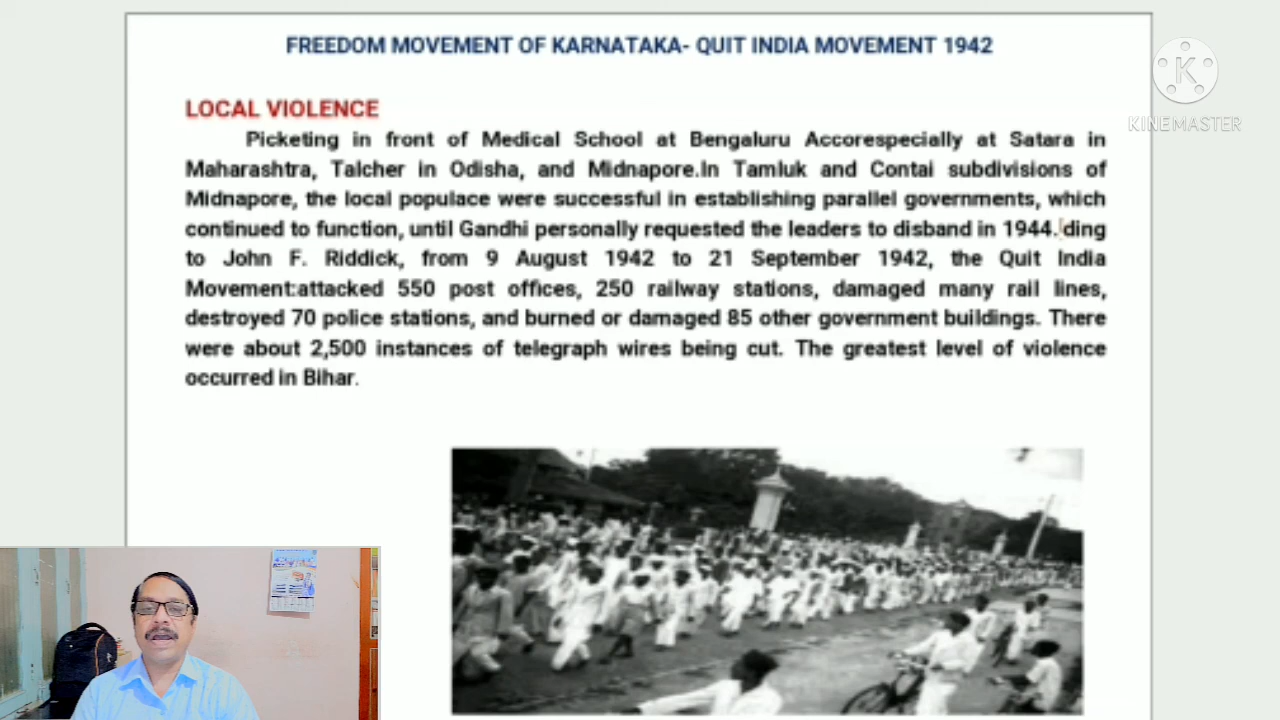 FREEDOM MOVEMENT OF KARNATAKA- QUIT INDIA MOVEMENT 1942
LOCAL VIOLENCE
Picketing in front of Medical School at Bengaluru Accorespecially at Satara in
Maharashtra, Talcher in Odisha, and Midnapore.In Tamluk and Contai subdivisions of
Midnapore, the local populace were successful in establishing parallel governments, which
continued to function, until Gandhi personally requested the leaders to disband in 1944.ding
to John F. Riddick, from 9 August 1942 to 21 September 1942, the Quit India
Movement:attacked 550 post offices, 250 railway stations, damaged many rail lines,
destroyed 70 police stations, and burned or damaged 85 other government buildings. There
were about 2,500 instances of telegraph wires being cut. The greatest level of violence
occurred in Bihar.
K
KINEMASTER